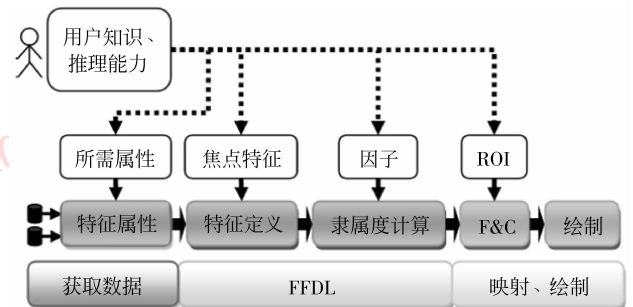 用户知识、
推理能力
所需属性
焦点特征
因子
ROI
特征属性
特征定义
隶属度计算
F&C
绘制
获取数据
FFDL
映射、绘制